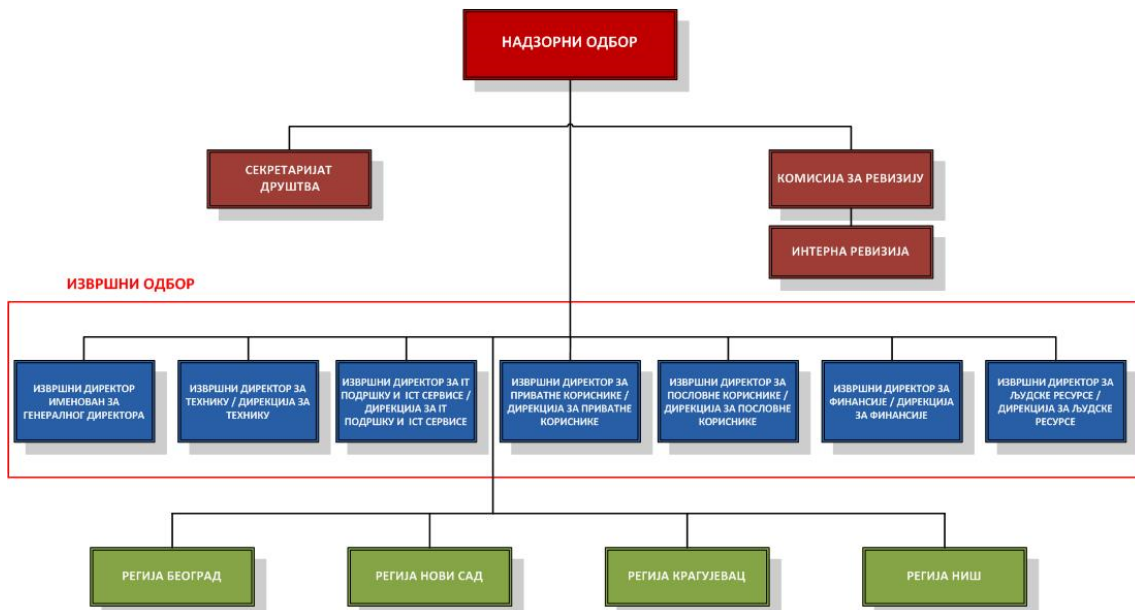 НАДЗОРНИ ОДБОР
СЕКРЕТАРИЈАТ
ДРУШТВА
КОМИСИЈА ЗА РЕВИЗИЈУ
ИНТЕРНА РЕВИЗИЈА
ИЗВРШНИ ОДБОР
ИЗВРШНИ ДИРЕКТОР
ИМЕНОВАН ЗА
ГЕНЕРАЛНОГ ДИРЕКТОРА
ИЗВРШНИ ДИРЕКТОР ЗА
ТЕХНИКУ / ДИРЕКЦИЈА ЗА
ТЕХНИКУ
ИЗВРШНИ ДИРЕКТОР ЗА IT
ПОДРШКУ И ICT СЕРВИСЕ /
ДИРЕКЦИЈА ЗА IT
ПОДРШКУ И ICT СЕРВИСЕ
ИЗВРШНИ ДИРЕКТОР ЗА
ПРИВАТНЕ КОРИСНИКЕ /
ДИРЕКЦИЈА ЗА ПРИВАТНЕ
КОРИСНИКЕ
ИЗВРШНИ ДИРЕКТОР ЗА
ПОСЛОВНЕ КОРИСНИКЕ /
ДИРЕКЦИЈА ЗА ПОСЛОВНЕ
КОРИСНИКЕ
ИЗВРШНИ ДИРЕКТОР ЗА
ФИНАНСИЈЕ / ДИРЕКЦИЈА
ЗА ФИНАНСИЈЕ
ИЗВРШНИ ДИРЕКТОР ЗА
ЉУДСКЕ РЕСУРСЕ /
ДИРЕКЦИЈА ЗА ЉУДСКЕ
РЕСУРСЕ
РЕГИЈА БЕОГРАД
РЕГИЈА НОВИ САД
РЕГИЈА КРАГУЈЕВАЦ
РЕГИЈА НИШ